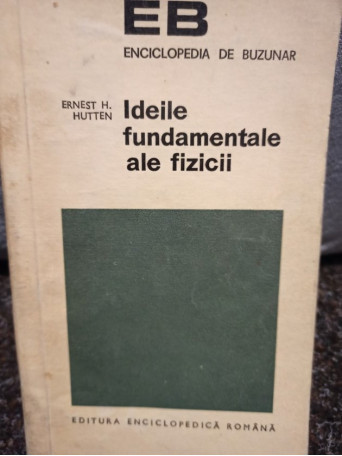 EB
ENCICLOPEDIA DE BUZUNAR
ERNEST H.
HUTTEN
Ideile
fundamentale
ale fizicii
EDITURA ENCICLOPEDICĂ ROMÂNĂ